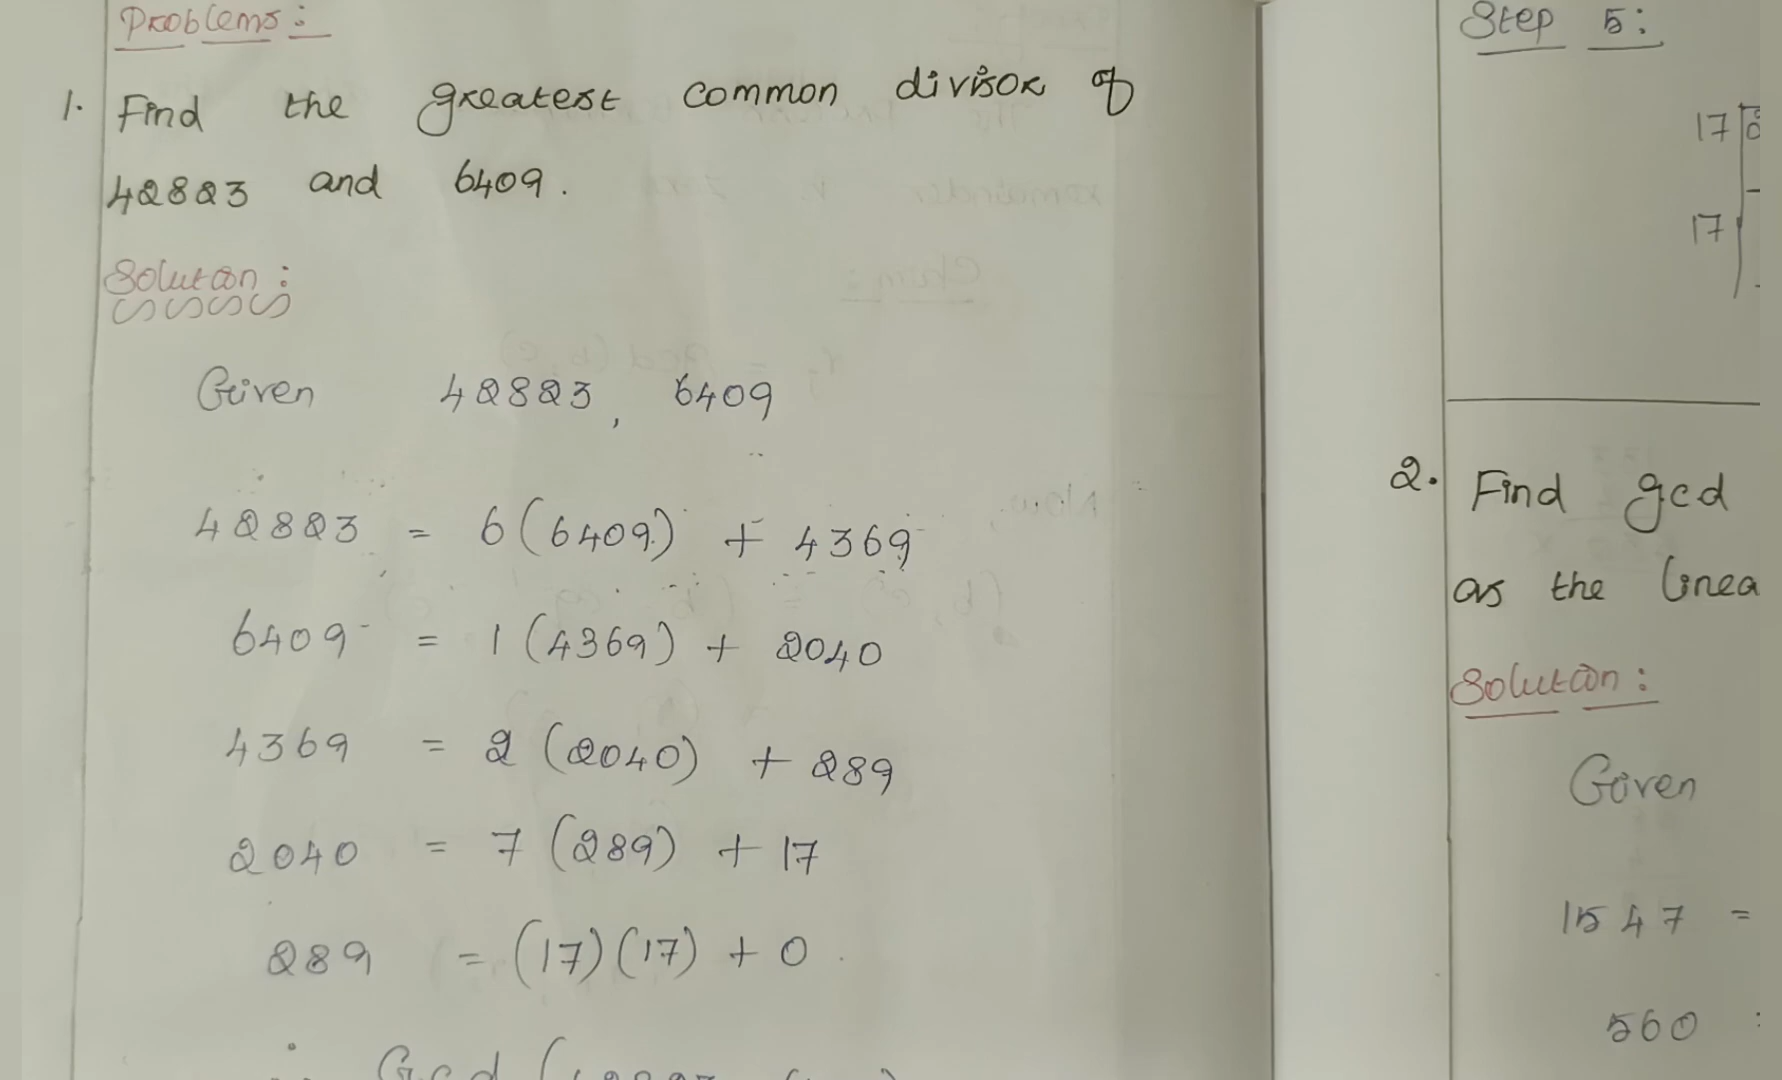 Problems:
1. Find the greatest common divisor of
42823 and 6409.
Solution:
Given 42823, 6409
42823 = 6(6409) + 4369
6409 = 1(4369) + 2040
4369 = 2(2040) + 289
2040 = 7(289) + 17
289 = (17)(17) + 0
Gcd (
Step 5:
17
17
2. Find gcd
as the linea
Solution:
Given
1547 =
560